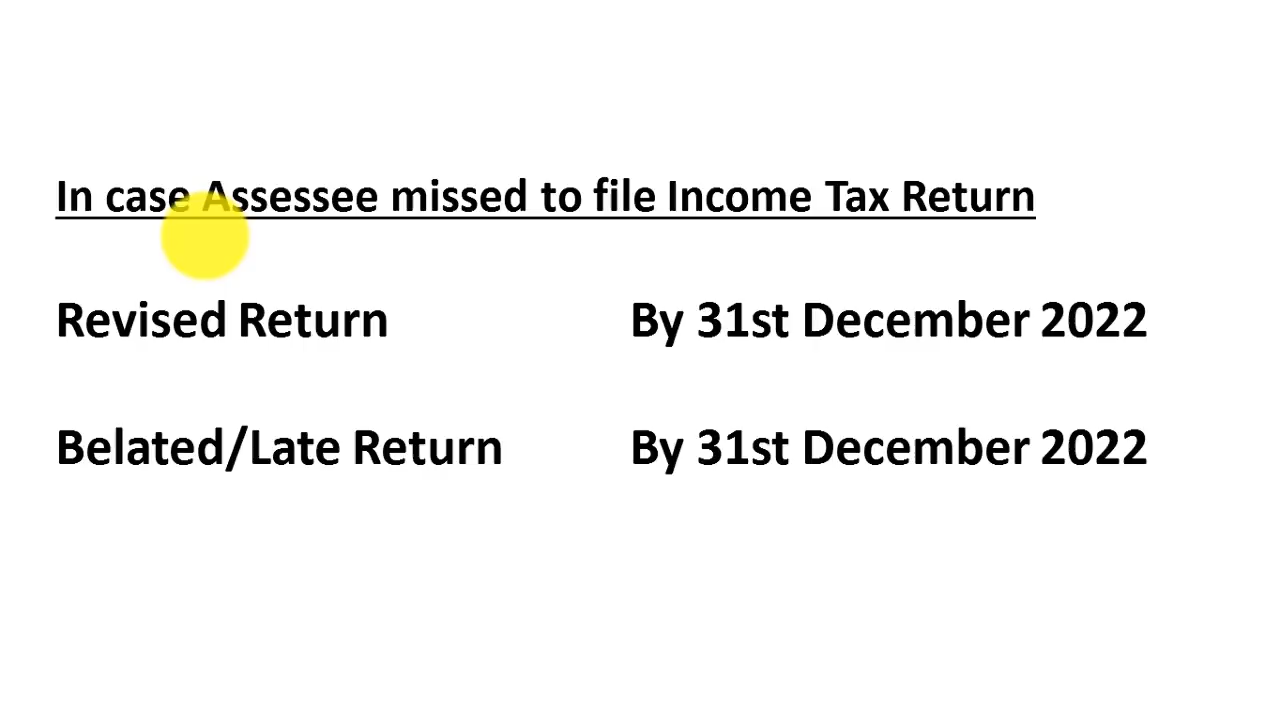 In case Assessee missed to file Income Tax Return
Revised Return By 31st December 2022
Belated/Late Return By 31st December 2022